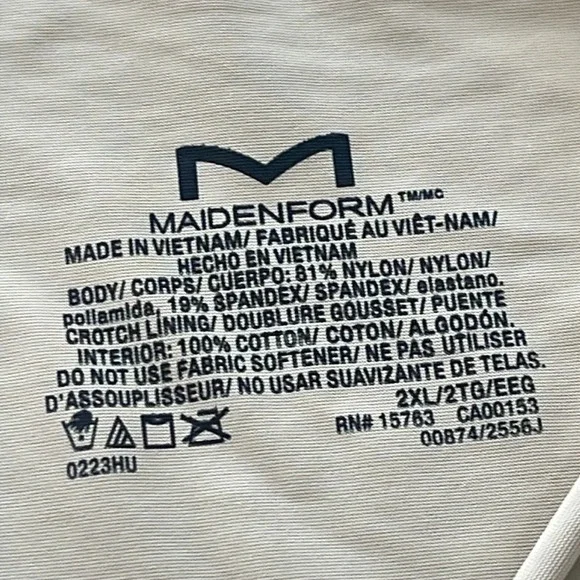 MAIDENFORM TM/MC
MADE IN VIETNAM/ FABRIQUÉ AU VIÊT-NAM/
HECHO EN VIETNAM
BODY/ CORPS/ CUERPO: 81% NYLON/ NYLON/
poliamida, 19% SPANDEX/ SPANDEX/ elastano.
CROTCH LINING/ DOUBLURE GOUSSET/ PUENTE
INTERIOR: 100% COTTON/ COTON/ ALGODÓN.
DO NOT USE FABRIC SOFTENER/ NE PAS UTILISER
D'ASSOUPLISSEUR/ NO USAR SUAVIZANTE DE TELAS.
2XL/2TG/EEG
RN# 15763 CA00153
00874/2556J
0223HU